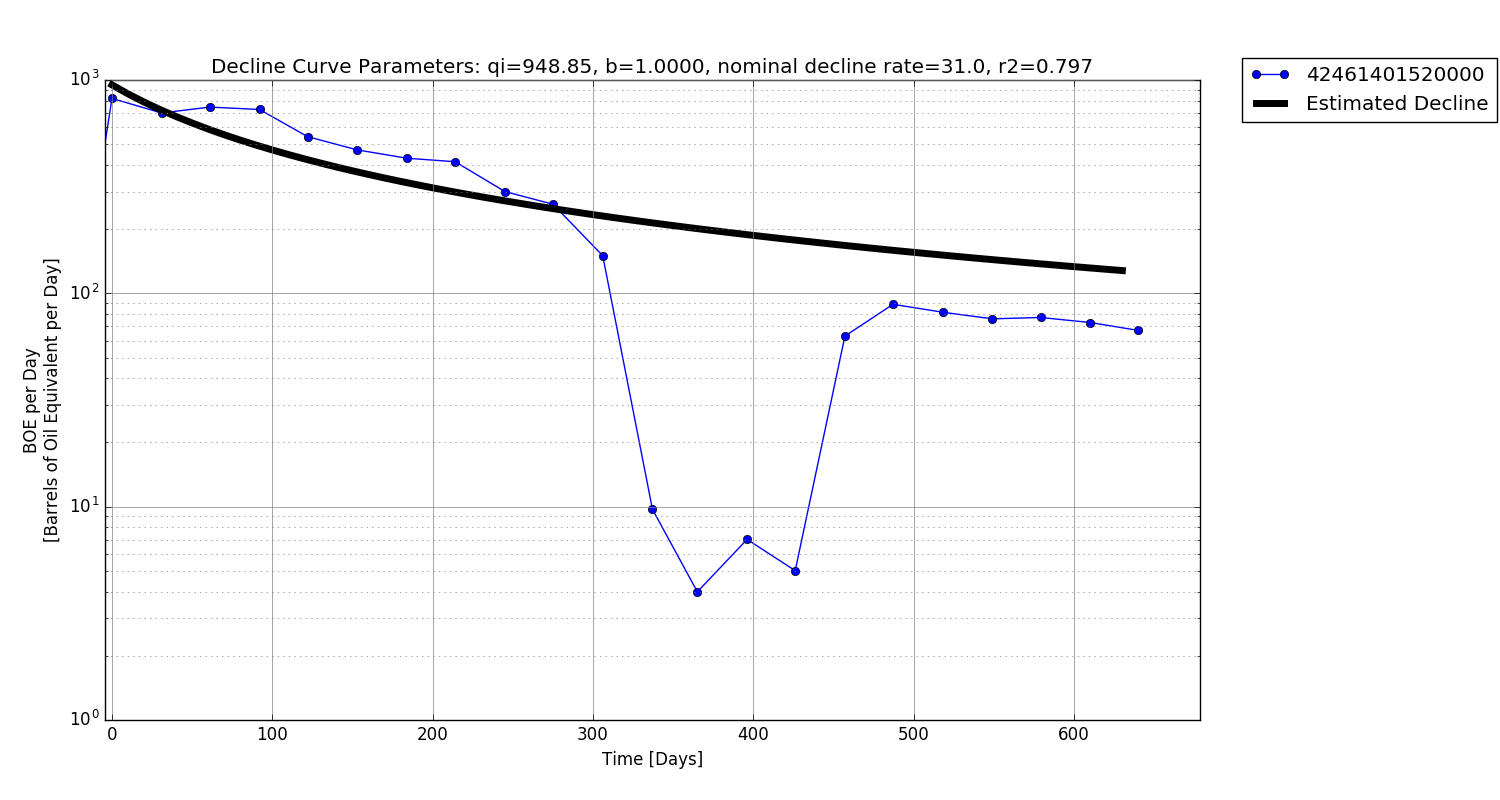 Decline Curve Parameters: qi=948.85, b=1.0000, nominal decline rate=31.0, r2=0.797
42461401520000
Estimated Decline
10^3
10^2
10^1
10^0
BOE per Day
[Barrels of Oil Equivalent per Day]
0 100 200 300 400 500 600
Time [Days]